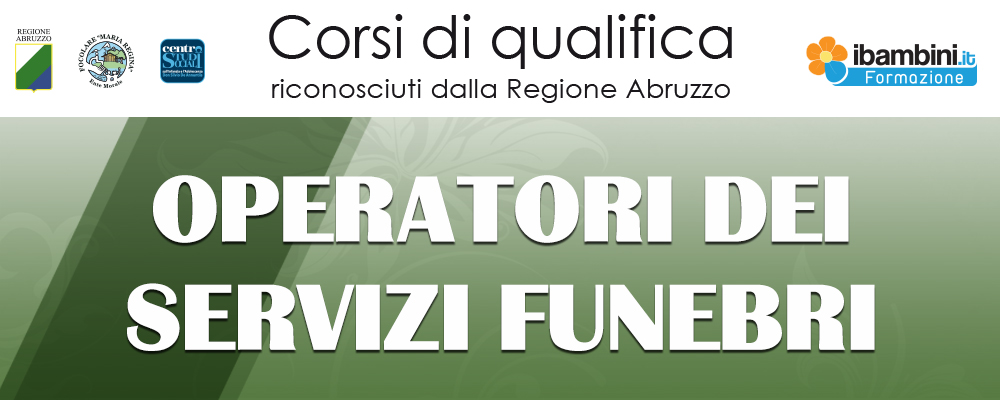 Corsi di qualifica
riconosciuti dalla Regione Abruzzo
REGIONE
ABRUZZO
FOCOLARE "MARIA REGINA"
Ente Morale
centro
STUDI
SOCIALI
ibambini.it
Formazione
OPERATORI DEI
SERVIZI FUNEBRI